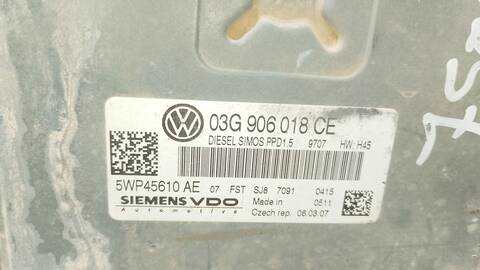 03G 906 018 CE
DIESEL SIMOS PPD1.5 9707 HW: H45
5WP45610 AE 07 FST SJ8 7091 0415
SIEMENS VDO Made in 0511
Automotive Czech rep. 06.03.07